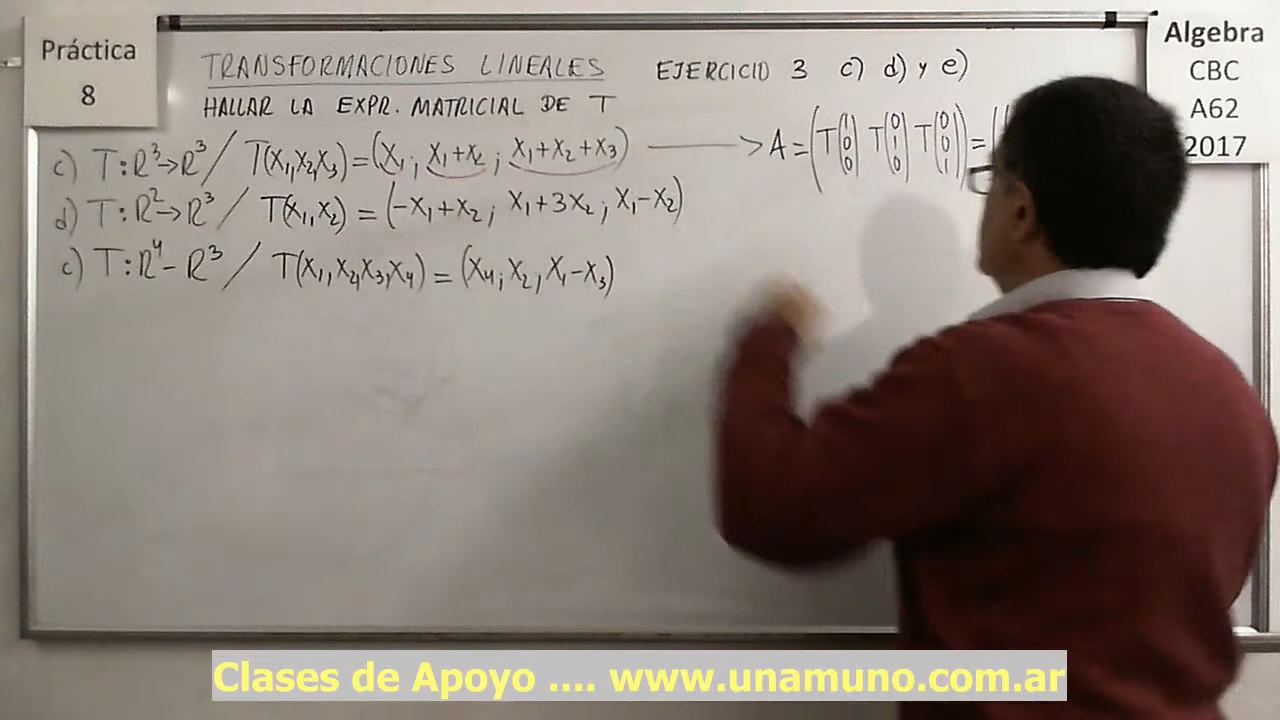 Práctica
8
TRANSFORMACIONES LINEALES EJERCICIO 3 c) d) y e)
HALLAR LA EXPR. MATRICIAL DE T
c) T:R³→R³ / T(X₁,X₂,X₃)=(X₁; X₁+X₂; X₁+X₂+X₃) → A=(T(1 0 0) T(0 1 0) T(0 0 1))=
d) T:R²→R³ / T(X₁,X₂)=(-X₁+X₂; X₁+3X₂; X₁-X₂)
c) T:R⁴-R³ / T(X₁,X₂,X₃,X₄)=(X₄; X₂, X₁-X₃)
Algebra
CBC
A62
2017
Clases de Apoyo .... www.unamuno.com.ar